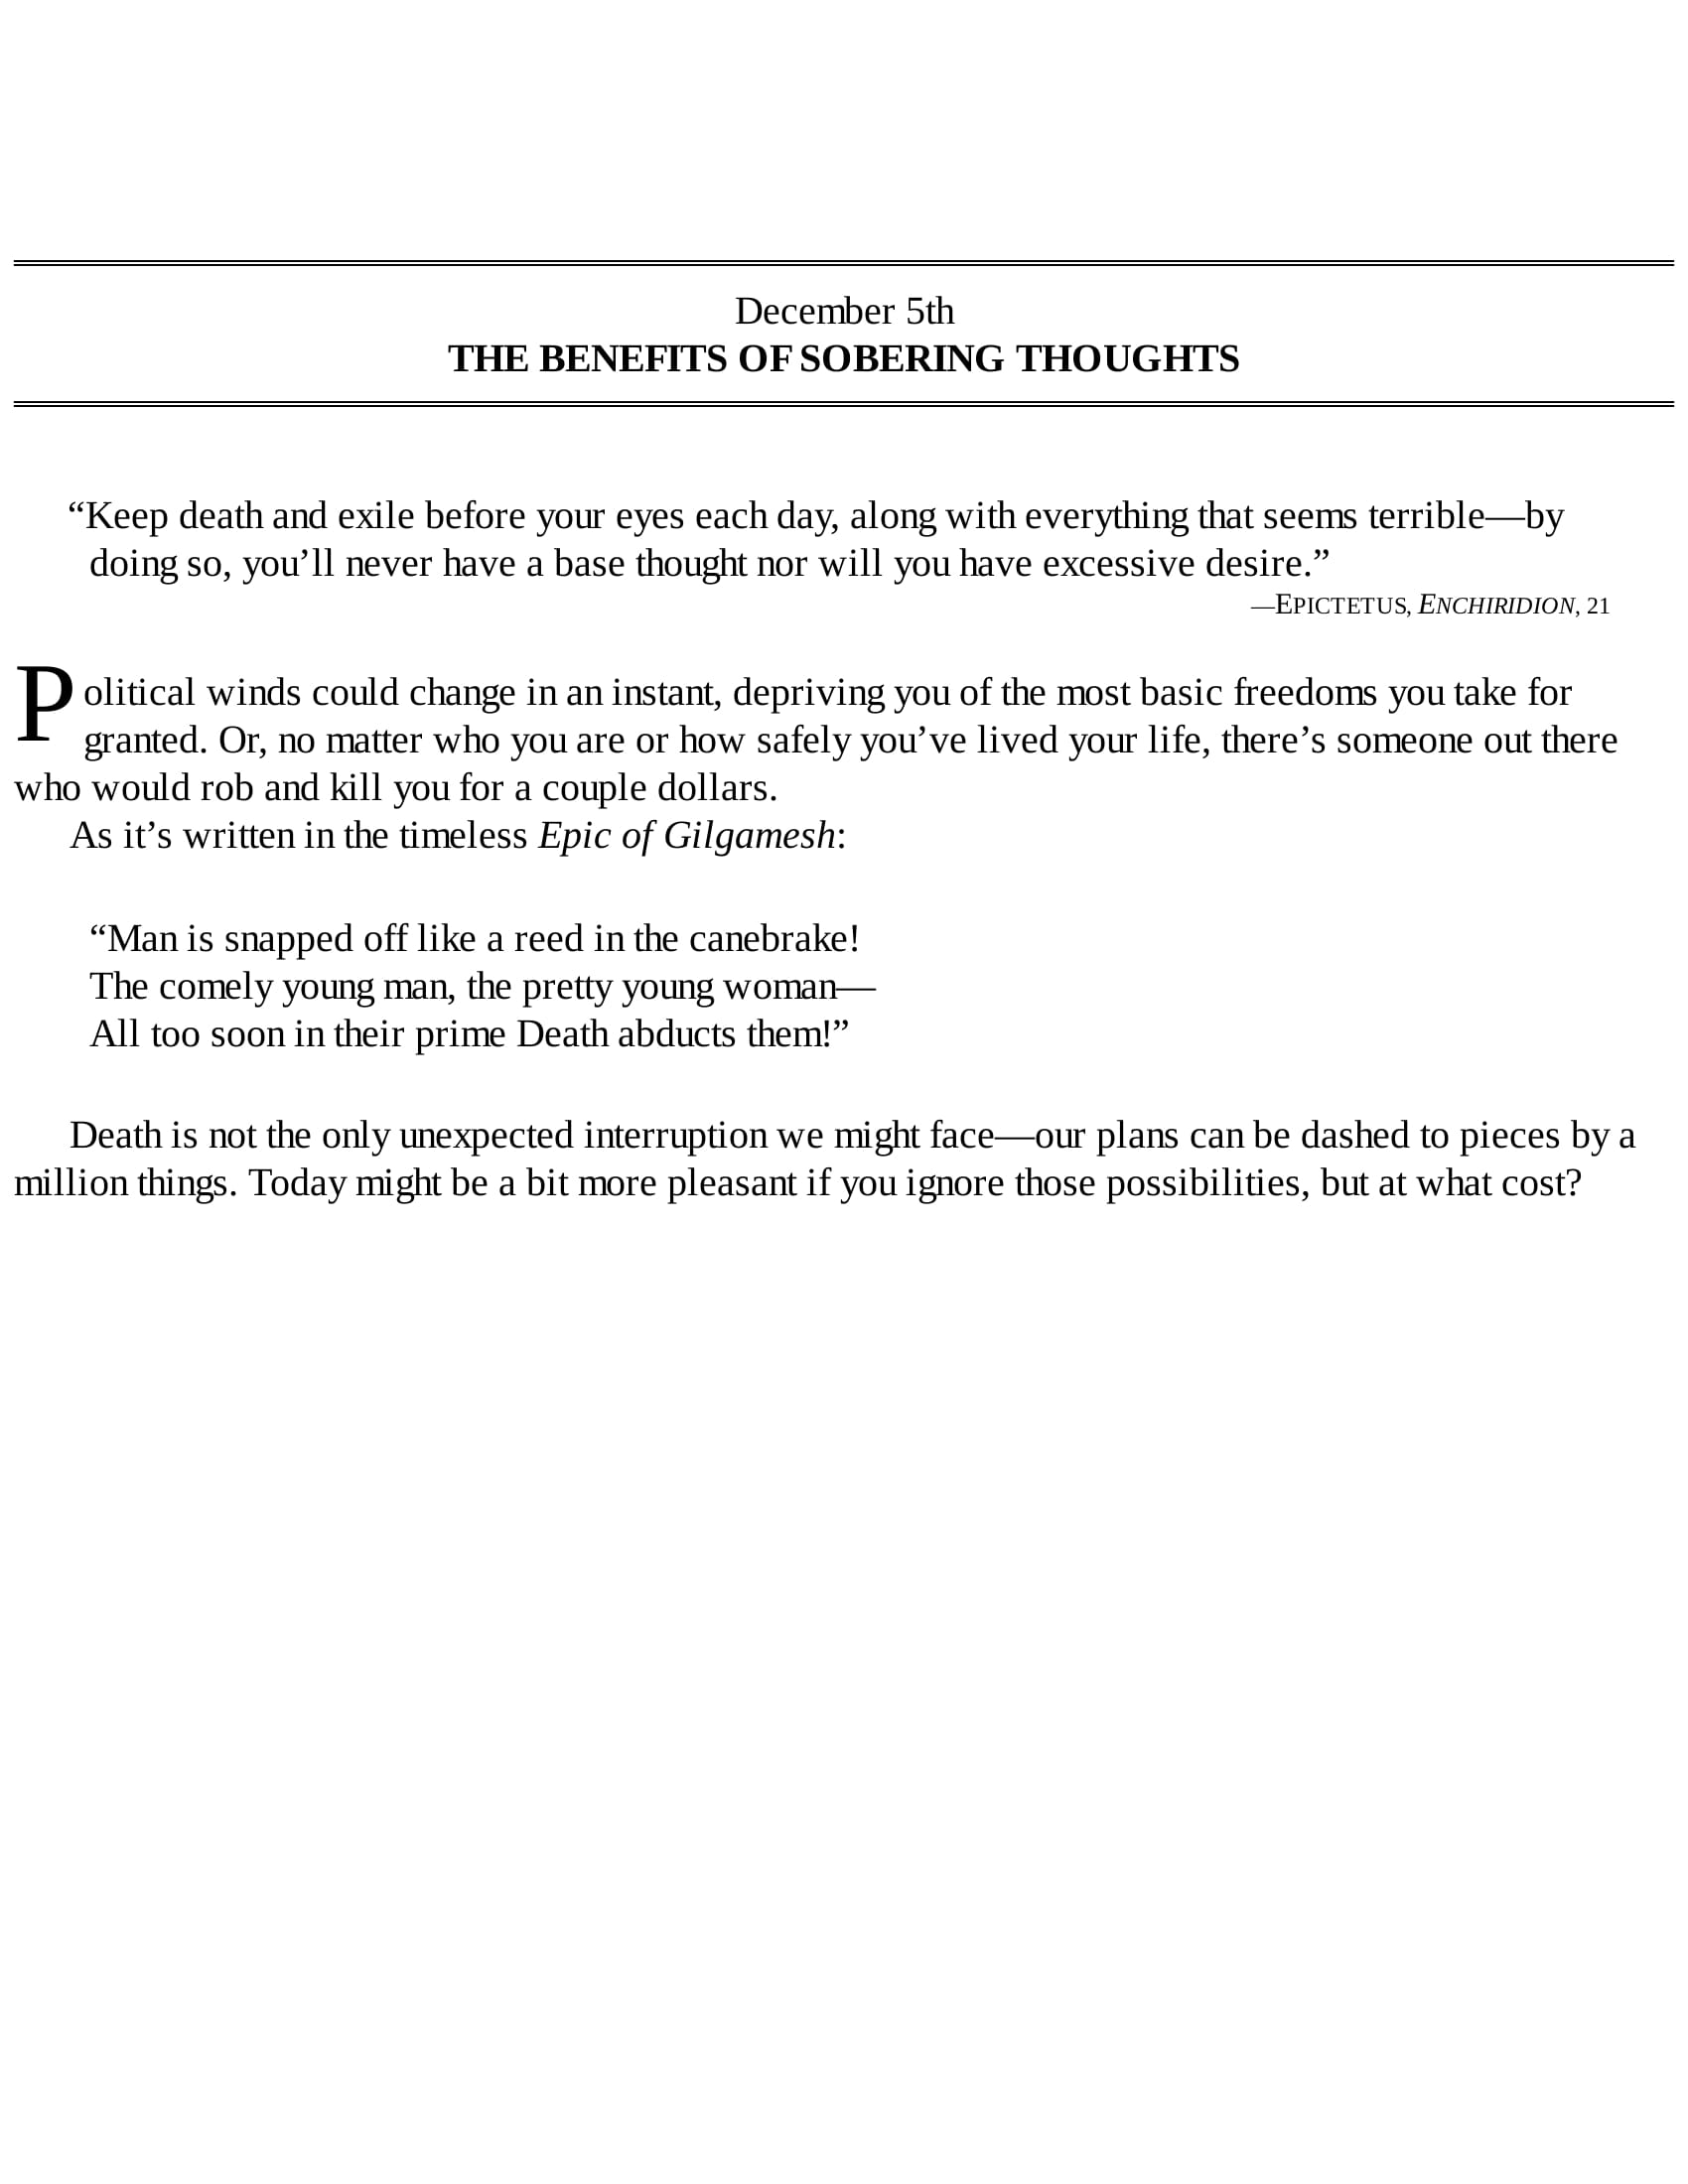 December 5th
THE BENEFITS OF SOBERING THOUGHTS
“Keep death and exile before your eyes each day, along with everything that seems terrible—by
doing so, you’ll never have a base thought nor will you have excessive desire.”
—EPICTETUS, ENCHIRIDION, 21
Political winds could change in an instant, depriving you of the most basic freedoms you take for
granted. Or, no matter who you are or how safely you’ve lived your life, there’s someone out there
who would rob and kill you for a couple dollars.
As it’s written in the timeless Epic of Gilgamesh:
“Man is snapped off like a reed in the canebrake!
The comely young man, the pretty young woman—
All too soon in their prime Death abducts them!”
Death is not the only unexpected interruption we might face—our plans can be dashed to pieces by a
million things. Today might be a bit more pleasant if you ignore those possibilities, but at what cost?